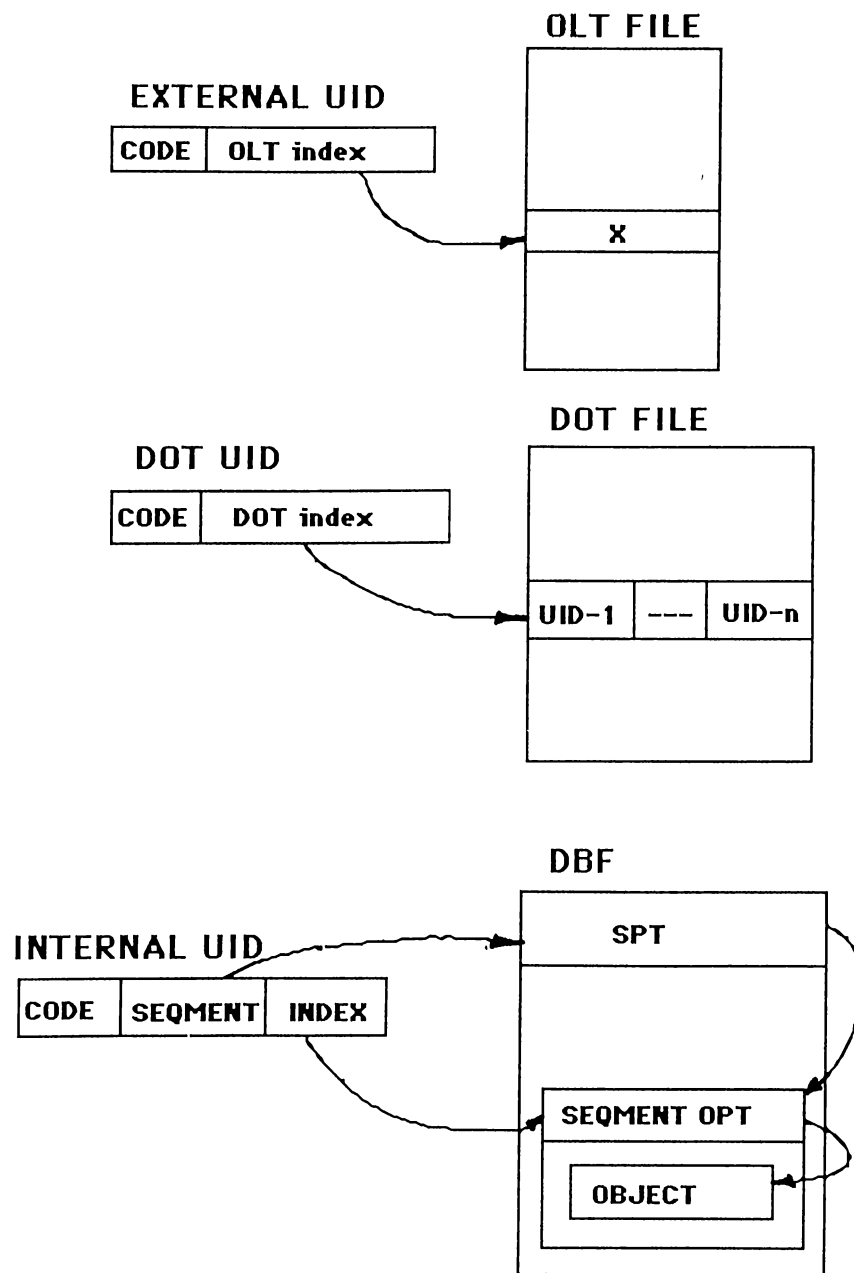 OLT FILE
EXTERNAL UID
CODE OLT index
X
DOT FILE
DOT UID
CODE DOT index
UID-1 --- UID-n
DBF
SPT
INTERNAL UID
CODE SEQMENT INDEX
SEQMENT OPT
OBJECT